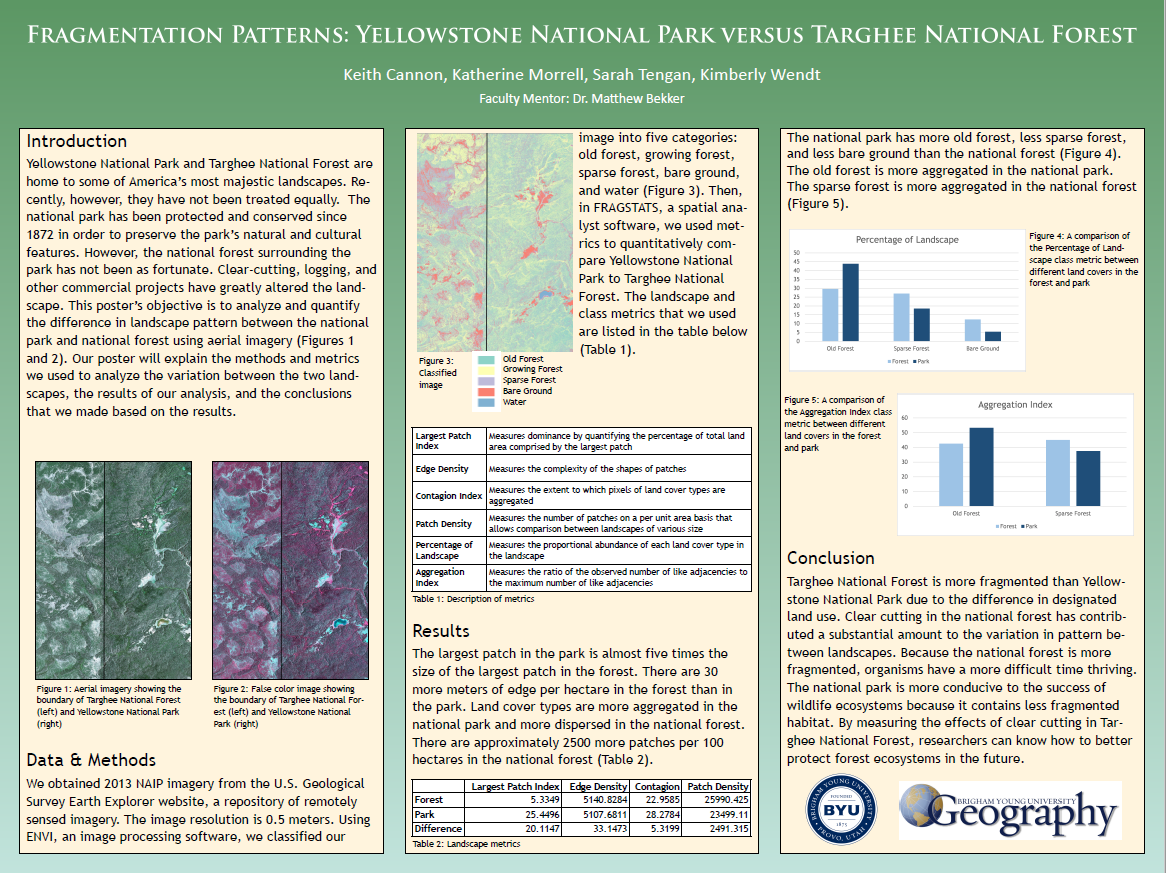 FRAGMENTATION PATTERNS: YELLOWSTONE NATIONAL PARK VERSUS TARGHEE NATIONAL FOREST
Keith Cannon, Katherine Morrell, Sarah Tengan, Kimberly Wendt
Faculty Mentor: Dr. Matthew Bekker
Introduction
Yellowstone National Park and Targhee National Forest are
home to some of America's most majestic landscapes. Re-
cently, however, they have not been treated equally. The
national park has been protected and conserved since
1872 in order to preserve the park's natural and cultural
features. However, the national forest surrounding the
park has not been as fortunate. Clear-cutting, logging, and
other commercial projects have greatly altered the land-
scape. This poster's objective is to analyze and quantify
the difference in landscape pattern between the national
park and national forest using aerial imagery (Figures 1
and 2). Our poster will explain the methods and metrics
we used to analyze the variation between the two land-
scapes, the results of our analysis, and the conclusions
that we made based on the results.
Figure 1: Aerial imagery showing the
boundary of Targhee National Forest
(left) and Yellowstone National Park
(right)
Figure 2: False color image showing
the boundary of Targhee National For-
est (left) and Yellowstone National
Park (right)
Data & Methods
We obtained 2013 NAIP imagery from the U.S. Geological
Survey Earth Explorer website, a repository of remotely
sensed imagery. The image resolution is 0.5 meters. Using
ENVI, an image processing software, we classified our
image into five categories:
old forest, growing forest,
sparse forest, bare ground,
and water (Figure 3). Then,
in FRAGSTATS, a spatial ana-
lyst software, we used met-
rics to quantitatively com-
pare Yellowstone National
Park to Targhee National
Forest. The landscape and
class metrics that we used
are listed in the table below
(Table 1).
Figure 3:
Classified
image
Old Forest
Growing Forest
Sparse Forest
Bare Ground
Water
Largest Patch
Index
Measures dominance by quantifying the percentage of total land
area comprised by the largest patch
Edge Density
Measures the complexity of the shapes of patches
Contagion Index
Measures the extent to which pixels of land cover types are
aggregated
Patch Density
Measures the number of patches on a per unit area basis that
allows comparison between landscapes of various size
Percentage of
Landscape
Measures the proportional abundance of each land cover type in
the landscape
Aggregation
Index
Measures the ratio of the observed number of like adjacencies to
the maximum number of like adjacencies
Table 1: Description of metrics
Results
The largest patch in the park is almost five times the
size of the largest patch in the forest. There are 30
more meters of edge per hectare in the forest than in
the park. Land cover types are more aggregated in the
national park and more dispersed in the national forest.
There are approximately 2500 more patches per 100
hectares in the national forest (Table 2).
Largest Patch Index Edge Density Contagion Patch Density
Forest 5.3349 5140.8284 22.9585 25990.425
Park 25.4496 5107.6811 28.2784 23499.11
Difference 20.1147 33.1473 5.3199 2491.315
Table 2: Landscape metrics
The national park has more old forest, less sparse forest,
and less bare ground than the national forest (Figure 4).
The old forest is more aggregated in the national park.
The sparse forest is more aggregated in the national forest
(Figure 5).
Percentage of Landscape
50
45
40
35
30
25
20
15
10
5
0
Old Forest Sparse Forest Bare Ground
Forest Park
Figure 4: A comparison of
the Percentage of Land-
scape class metric between
different land covers in the
forest and park
Figure 5: A comparison of
the Aggregation Index class
metric between different
land covers in the forest
and park
Aggregation Index
60
50
40
30
20
10
0
Old Forest Sparse Forest
Forest Park
Conclusion
Targhee National Forest is more fragmented than Yellow-
stone National Park due to the difference in designated
land use. Clear cutting in the national forest has contrib-
uted a substantial amount to the variation in pattern be-
tween landscapes. Because the national forest is more
fragmented, organisms have a more difficult time thriving.
The national park is more conducive to the success of
wildlife ecosystems because it contains less fragmented
habitat. By measuring the effects of clear cutting in Tar-
ghee National Forest, researchers can know how to better
protect forest ecosystems in the future.
BRIGHAM YOUNG UNIVERSITY
FOUNDED
BYU
1875
PROVO, UTAH
BRIGHAM YOUNG UNIVERSITY
Geography